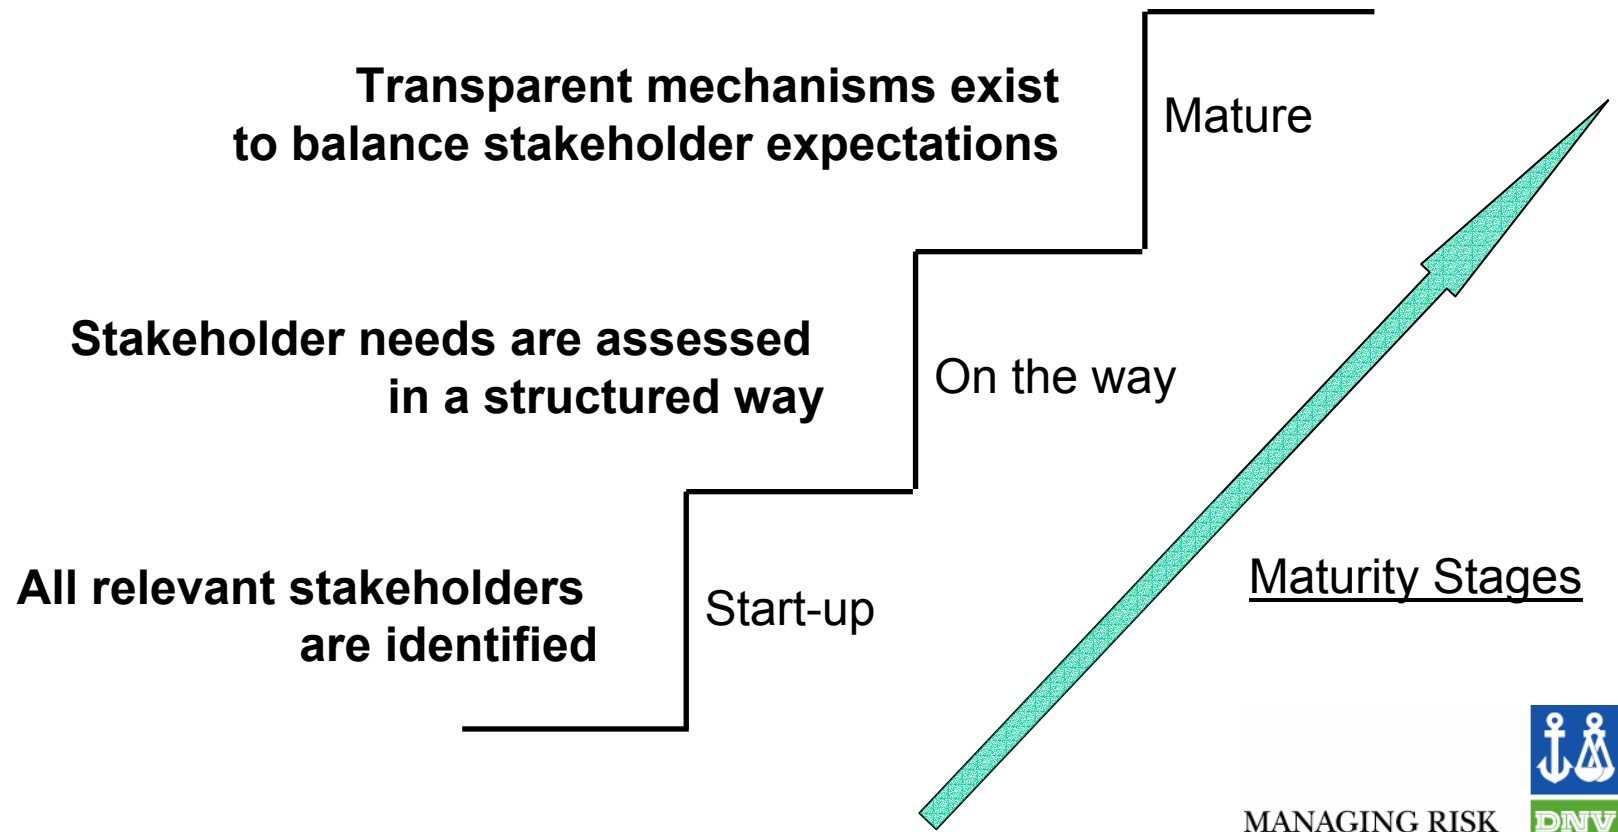 Transparent mechanisms exist
to balance stakeholder expectations
Mature
Stakeholder needs are assessed
in a structured way
On the way
All relevant stakeholders
are identified
Start-up
Maturity Stages
MANAGING RISK
DNV